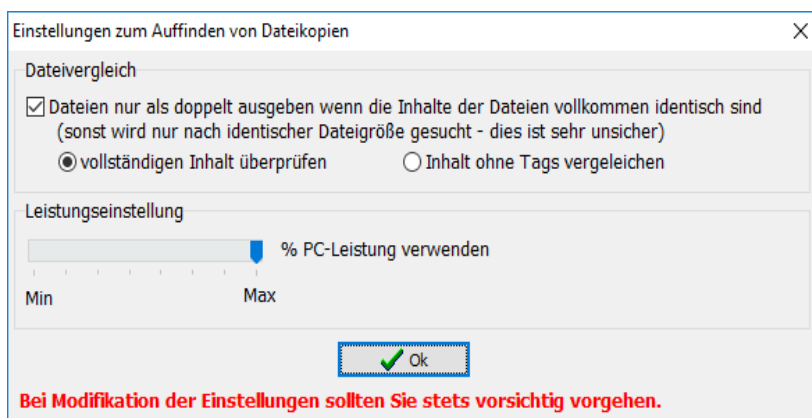 Einstellungen zum Auffinden von Dateikopien
Dateivergleich
Dateien nur als doppelt ausgeben wenn die Inhalte der Dateien vollkommen identisch sind
(sonst wird nur nach identischer Dateigröße gesucht - dies ist sehr unsicher)
vollständigen Inhalt überprüfen Inhalt ohne Tags vergeleichen
Leistungseinstellung
% PC-Leistung verwenden
Min Max
Ok
Bei Modifikation der Einstellungen sollten Sie stets vorsichtig vorgehen.